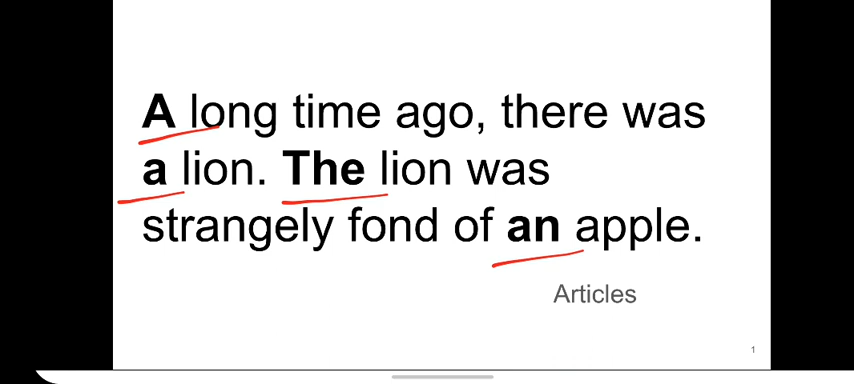 A long time ago, there was
a lion. The lion was
strangely fond of an apple.
Articles
1